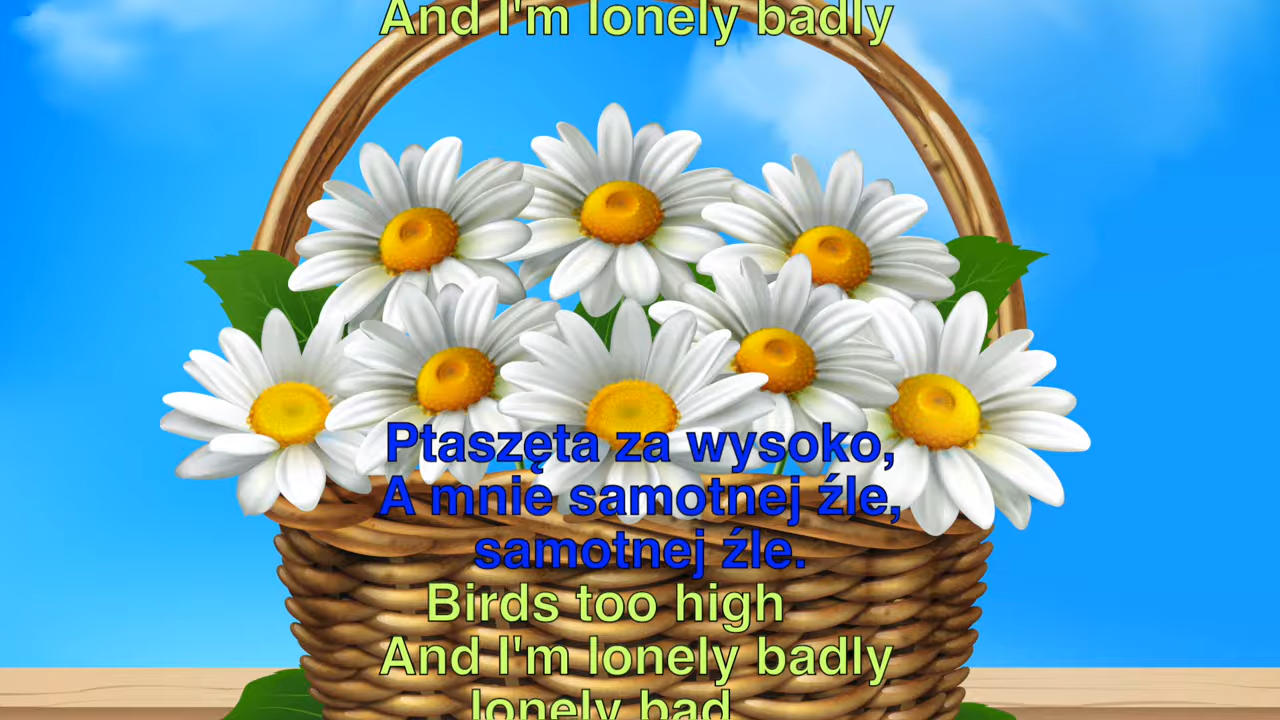 And I'm lonely badly
Ptaszęta za wysoko,
A mnie samotnej źle,
samotnej źle.
Birds too high
And I'm lonely badly
lonely bad